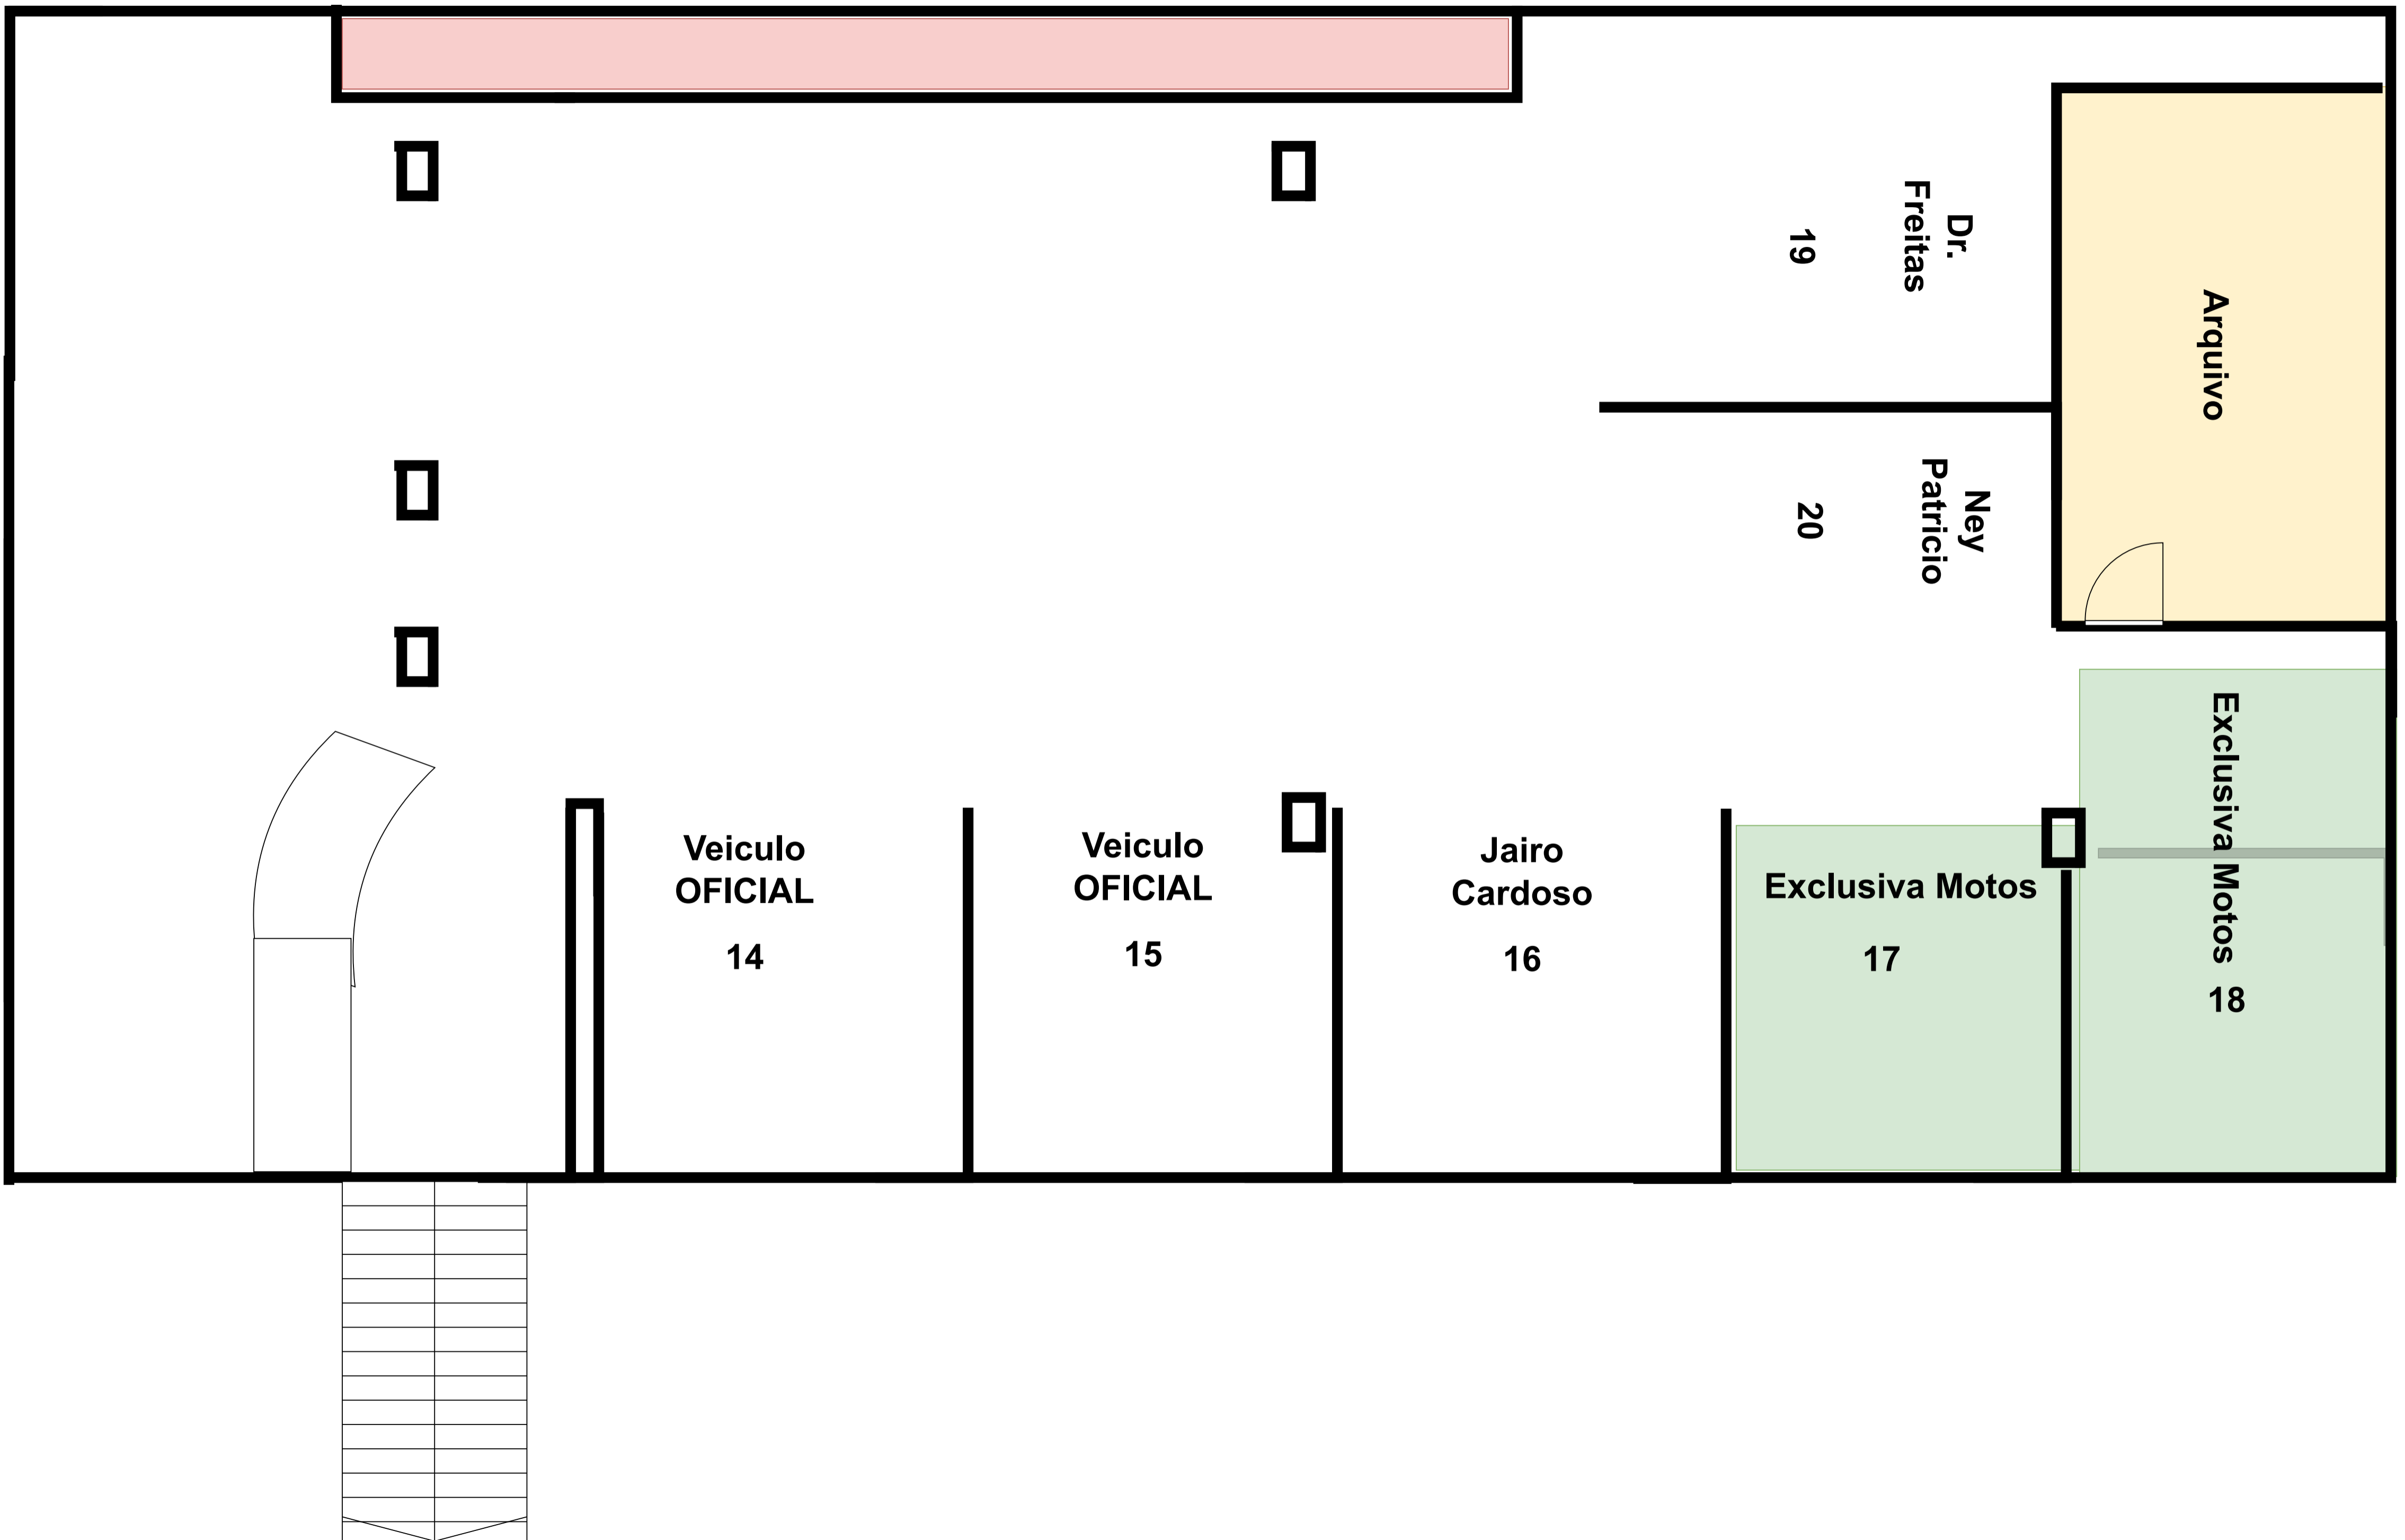 Dr.
Freitas
19
Arquivo
Ney
Patricio
20
Veiculo
OFICIAL
14
Veiculo
OFICIAL
15
Jairo
Cardoso
16
Exclusiva Motos
17
Exclusiva Motos
18